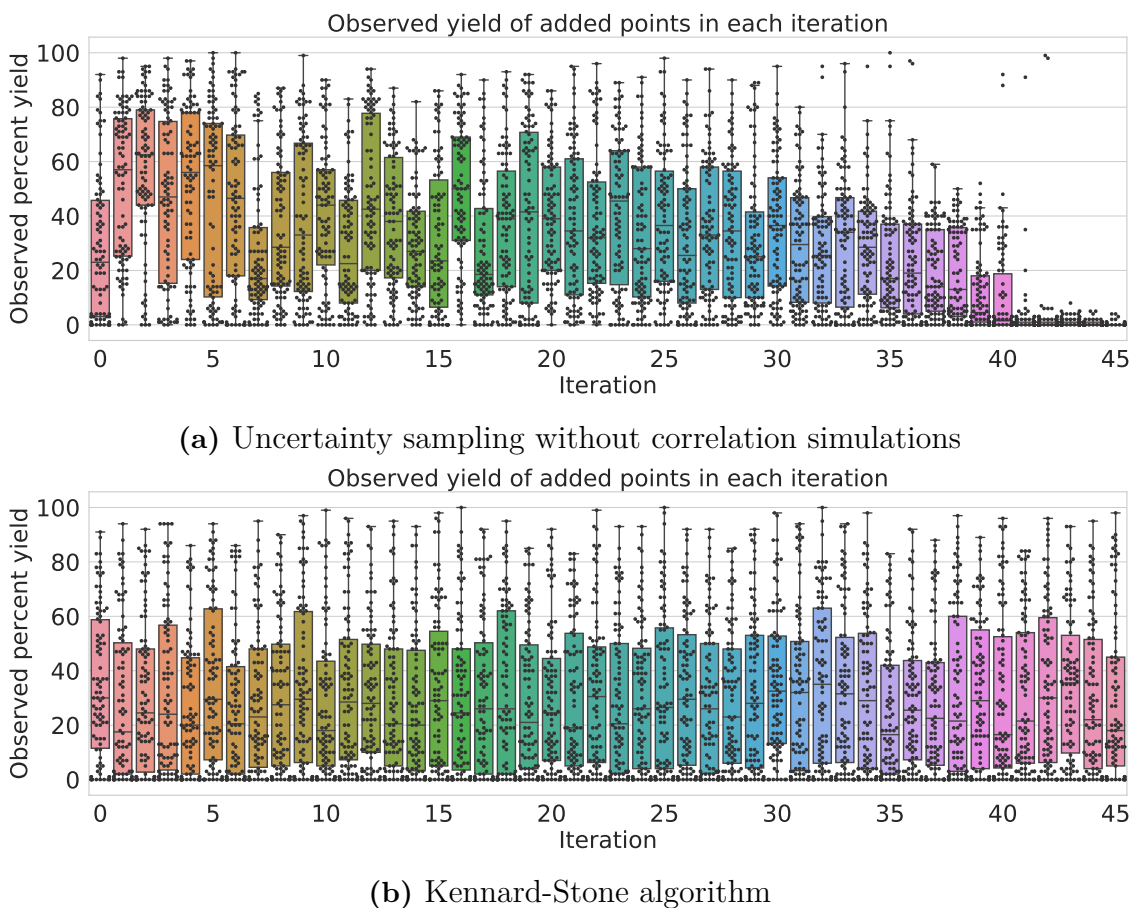 Observed yield of added points in each iteration
Observed percent yield
100
80
60
40
20
0
0 5 10 15 20 25 30 35 40 45
Iteration
(a) Uncertainty sampling without correlation simulations
Observed yield of added points in each iteration
Observed percent yield
100
80
60
40
20
0
0 5 10 15 20 25 30 35 40 45
Iteration
(b) Kennard-Stone algorithm